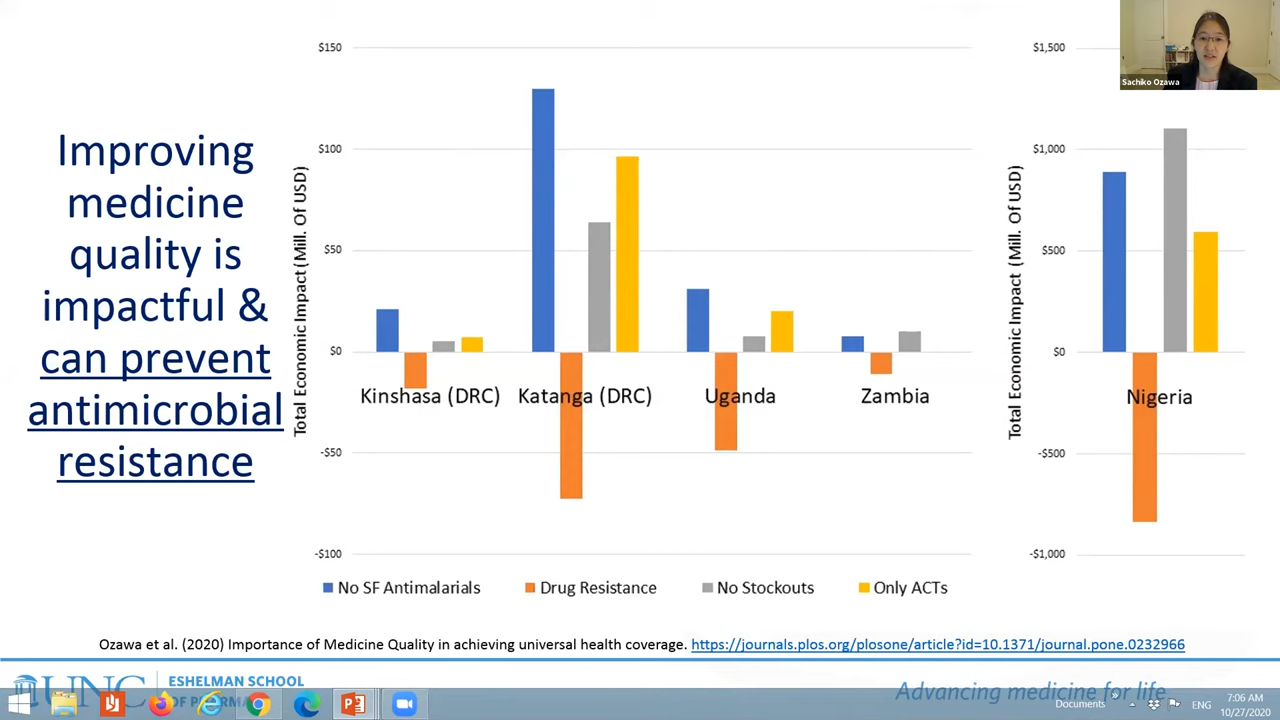 Improving
medicine
quality is
impactful &
can prevent
antimicrobial
resistance
Total Economic Impact (Mill. Of USD)
$150
$100
$50
$0
-$50
-$100
Kinshasa (DRC)
Katanga (DRC)
Uganda
Zambia
Total Economic Impact (Mill. Of USD)
$1,500
$1,000
$500
$0
-$500
-$1,000
Nigeria
Sachiko Ozawa
No SF Antimalarials
Drug Resistance
No Stockouts
Only ACTs
Ozawa et al. (2020) Importance of Medicine Quality in achieving universal health coverage. https://journals.plos.org/plosone/article?id=10.1371/journal.pone.0232966
UNC
ESHELMAN SCHOOL
OF PHARMA
Advancing medicine for life
Documents
ENG
7:06 AM
10/27/2020